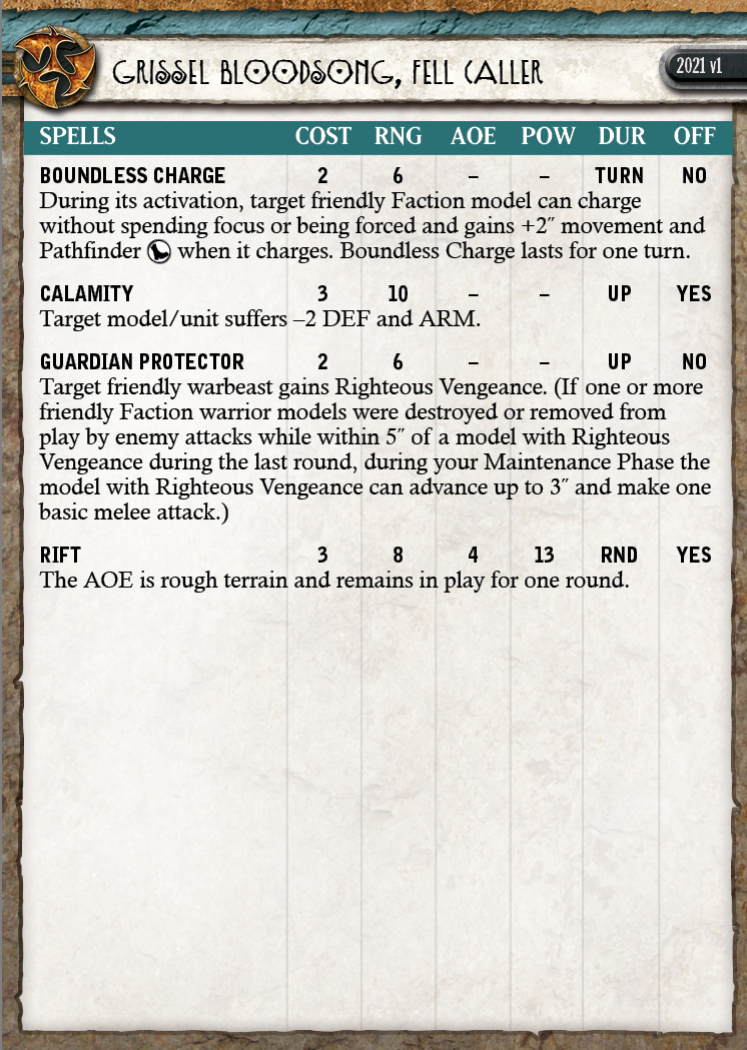 GRISSEL BLOODSONG, FELL CALLER
2021 v1
SPELLS COST RNG AOE POW DUR OFF
BOUNDLESS CHARGE 2 6 – – TURN NO
During its activation, target friendly Faction model can charge
without spending focus or being forced and gains +2″ movement and
Pathfinder when it charges. Boundless Charge lasts for one turn.
CALAMITY 3 10 – – UP YES
Target model/unit suffers –2 DEF and ARM.
GUARDIAN PROTECTOR 2 6 – – UP NO
Target friendly warbeast gains Righteous Vengeance. (If one or more
friendly Faction warrior models were destroyed or removed from
play by enemy attacks while within 5″ of a model with Righteous
Vengeance during the last round, during your Maintenance Phase the
model with Righteous Vengeance can advance up to 3″ and make one
basic melee attack.)
RIFT 3 8 4 13 RND YES
The AOE is rough terrain and remains in play for one round.